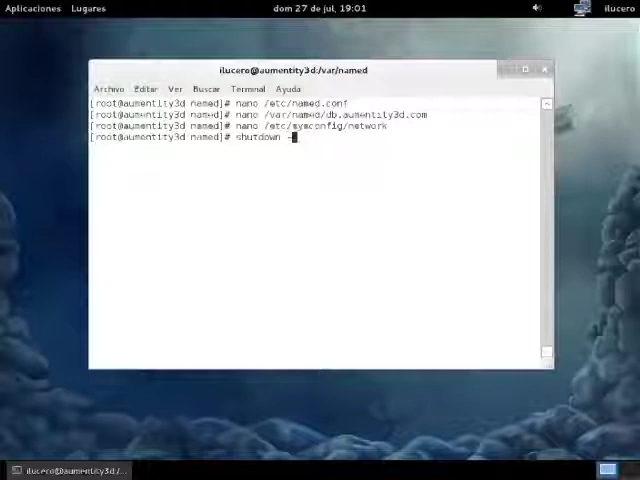 Aplicaciones Lugares dom 27 de jul, 19:01 ilucero
ilucero@aumentity3d:/var/named
Archivo Editar Ver Buscar Terminal Ayuda
[root@aumentity3d named]# nano /etc/named.conf
[root@aumentity3d named]# nano /var/named/db.aumentity3d.com
[root@aumentity3d named]# nano /etc/sysconfig/network
[root@aumentity3d named]# shutdown -
ilucero@aumentity3d:/...